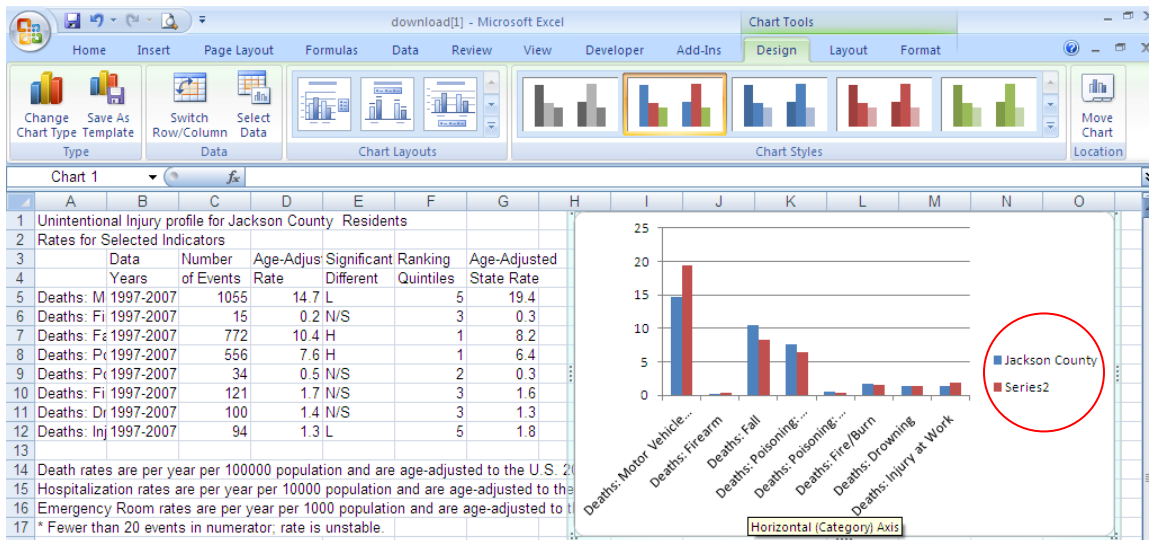 download[1] - Microsoft Excel
Chart Tools
Home Insert Page Layout Formulas Data Review View Developer Add-Ins Design Layout Format
Change Chart Type
Save As Template
Switch Row/Column
Select Data
Move Chart
Type Data Chart Layouts Chart Styles Location
Chart 1 fx
A B C D E F G H I J K L M N O
1 Unintentional Injury profile for Jackson County Residents
2 Rates for Selected Indicators
3 Data Number Age-Adjus Significant Ranking Age-Adjusted
4 Years of Events Rate Different Quintiles State Rate
5 Deaths: M 1997-2007 1055 14.7 L 5 19.4
6 Deaths: Fi 1997-2007 15 0.2 N/S 3 0.3
7 Deaths: Fa 1997-2007 772 10.4 H 1 8.2
8 Deaths: Po 1997-2007 556 7.6 H 1 6.4
9 Deaths: Po 1997-2007 34 0.5 N/S 2 0.3
10 Deaths: Fi 1997-2007 121 1.7 N/S 3 1.6
11 Deaths: Dr 1997-2007 100 1.4 N/S 3 1.3
12 Deaths: Inj 1997-2007 94 1.3 L 5 1.8
13
14 Death rates are per year per 100000 population and are age-adjusted to the U.S. 20
15 Hospitalization rates are per year per 10000 population and are age-adjusted to the
16 Emergency Room rates are per year per 1000 population and are age-adjusted to
17 * Fewer than 20 events in numerator; rate is unstable.
25
20
15
10
5
0
Deaths: Motor Vehicle...
Deaths: Firearm
Deaths: Fall
Deaths: Poisoning:...
Deaths: Poisoning:...
Deaths: Fire/Burn
Deaths: Drowning
Deaths: Injury at Work
Jackson County
Series2
Horizontal (Category) Axis